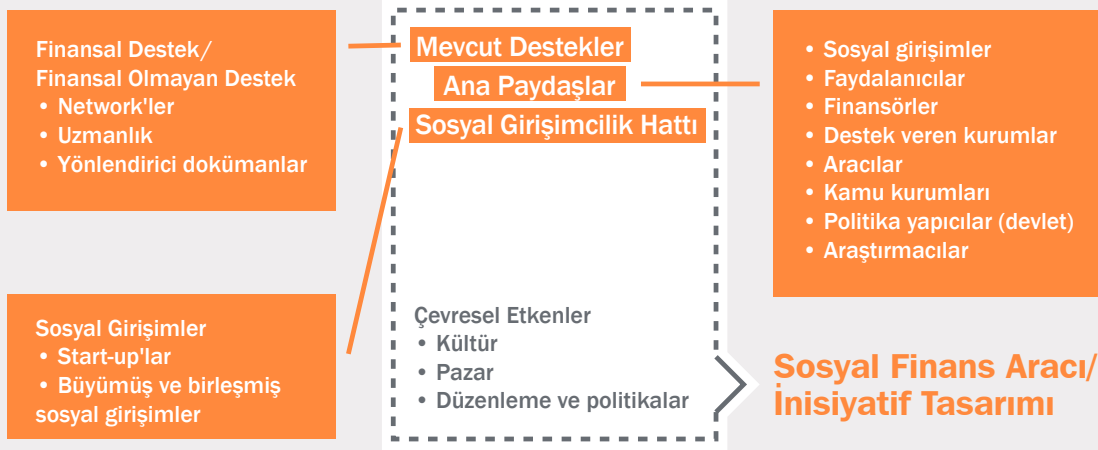 Finansal Destek/
Finansal Olmayan Destek
• Network'ler
• Uzmanlık
• Yönlendirici dokümanlar
Sosyal Girişimler
• Start-up'lar
• Büyümüş ve birleşmiş
sosyal girişimler
Mevcut Destekler
Ana Paydaşlar
Sosyal Girişimcilik Hattı
Çevresel Etkenler
• Kültür
• Pazar
• Düzenleme ve politikalar
• Sosyal girişimler
• Faydalanıcılar
• Finansörler
• Destek veren kurumlar
• Aracılar
• Kamu kurumları
• Politika yapıcılar (devlet)
• Araştırmacılar
Sosyal Finans Aracı/
İnisiyatif Tasarımı